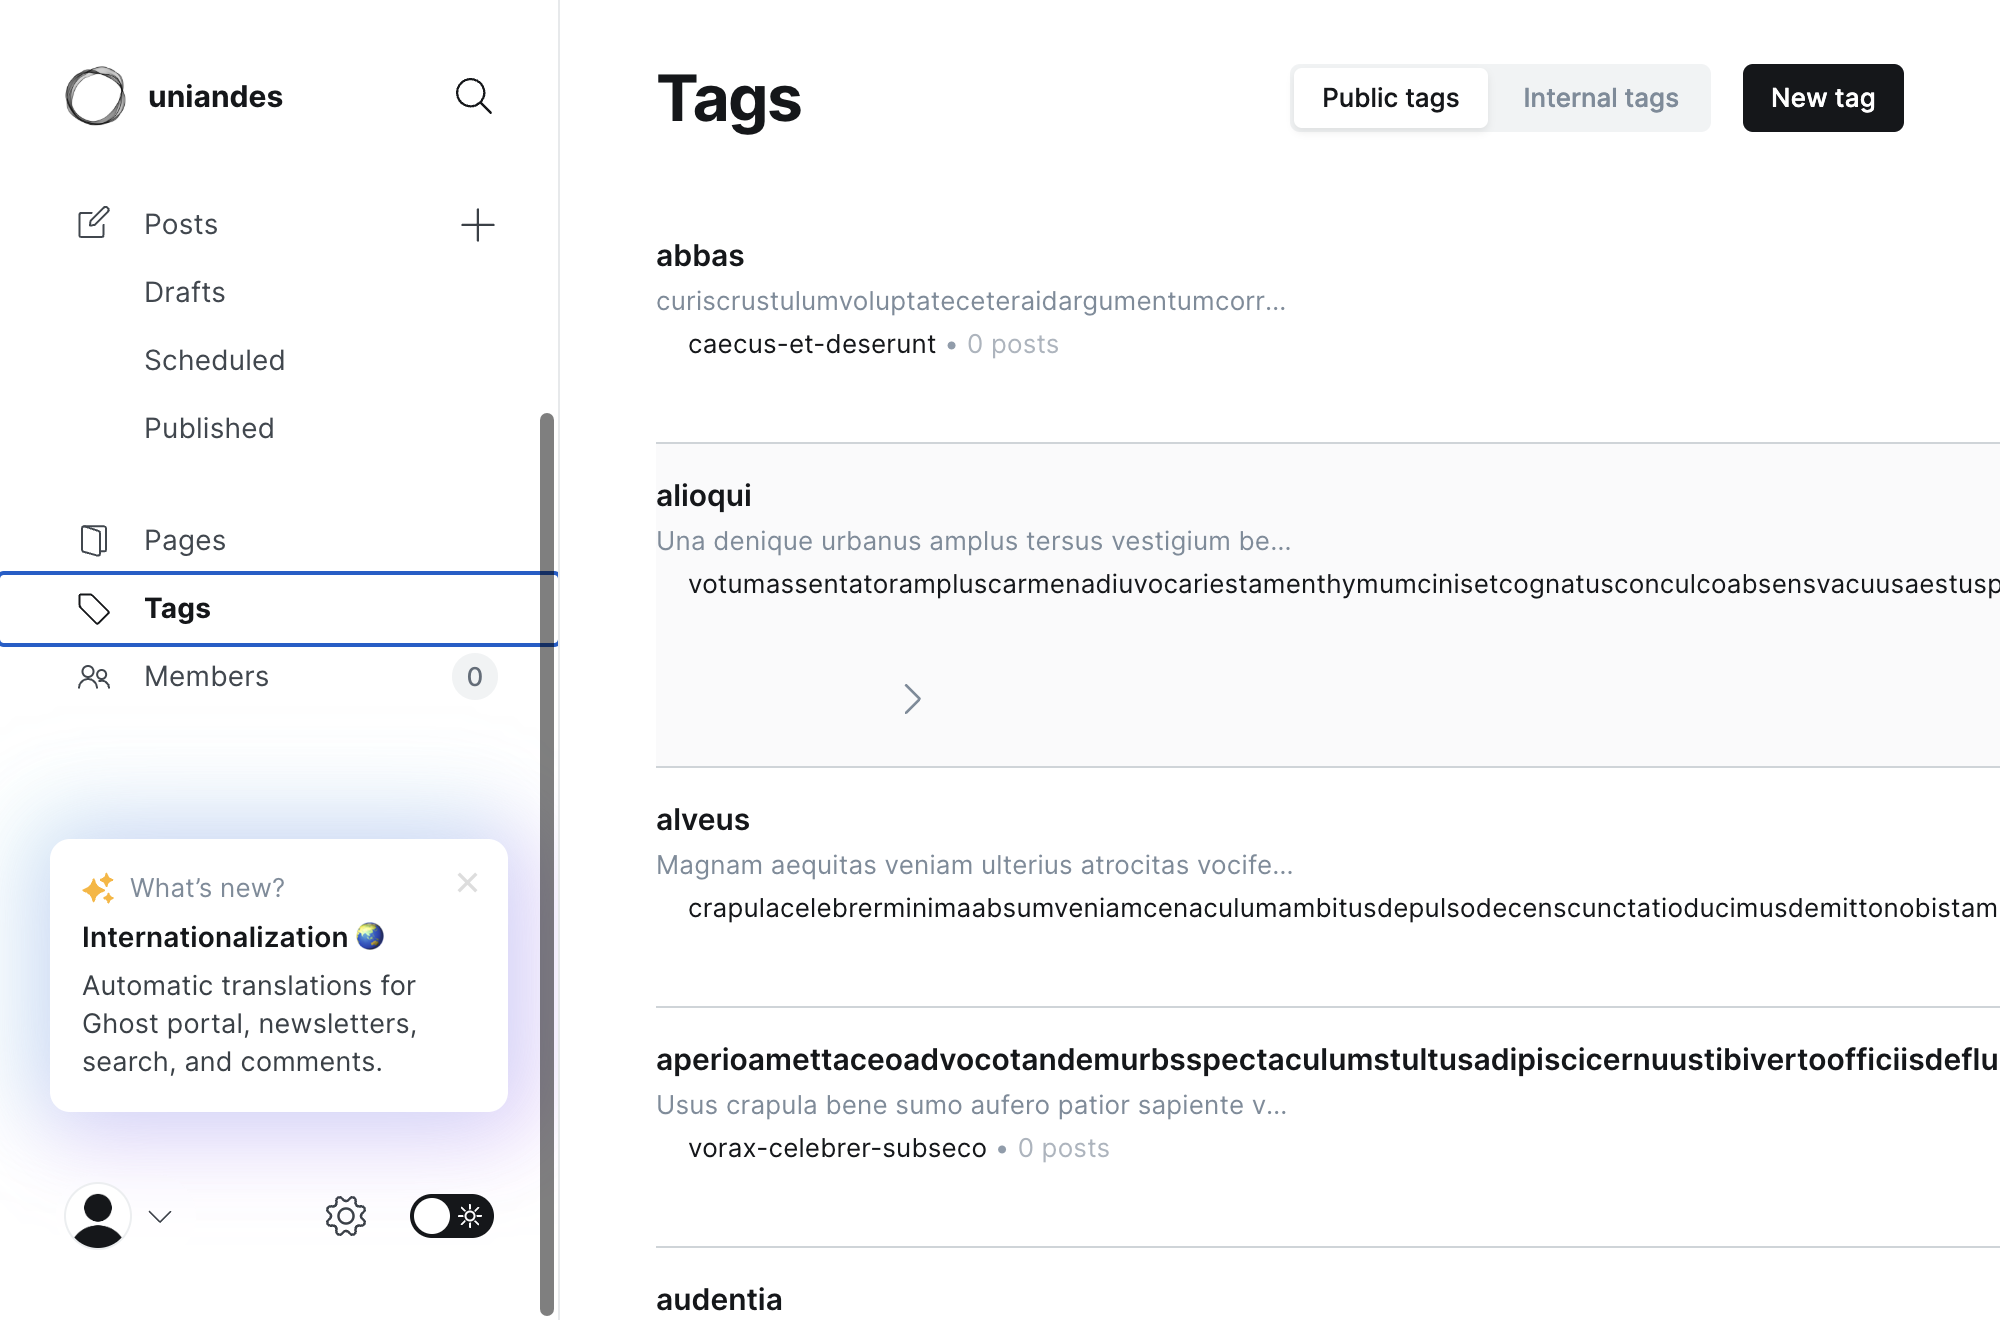 uniandes
Posts
Drafts
Scheduled
Published
Pages
Tags
Members
0
What's new?
Internationalization
Automatic translations for
Ghost portal, newsletters,
search, and comments.
Tags
Public tags
Internal tags
New tag
abbas
curiscrustulumvoluptateceteraidargumentumcorr...
caecus-et-deserunt • 0 posts
alioqui
Una denique urbanus amplus tersus vestigium be...
votumassentatorampluscarmenadiuvocariestamenthymumcinisetcognatusconculcoabsensvacuusaestusp
alveus
Magnam aequitas veniam ulterius atrocitas vocife...
crapulacelebrerminimaabsumveniamcenaculumambitusdepulsodecenscunctatioducimusdemittonobistam
aperioamettaceoadvocotandemurbsspectaculumstultusadipiscicernuustibivertoofficiisdeflu
Usus crapula bene sumo aufero patior sapiente v...
vorax-celebrer-subseco • 0 posts
audentia